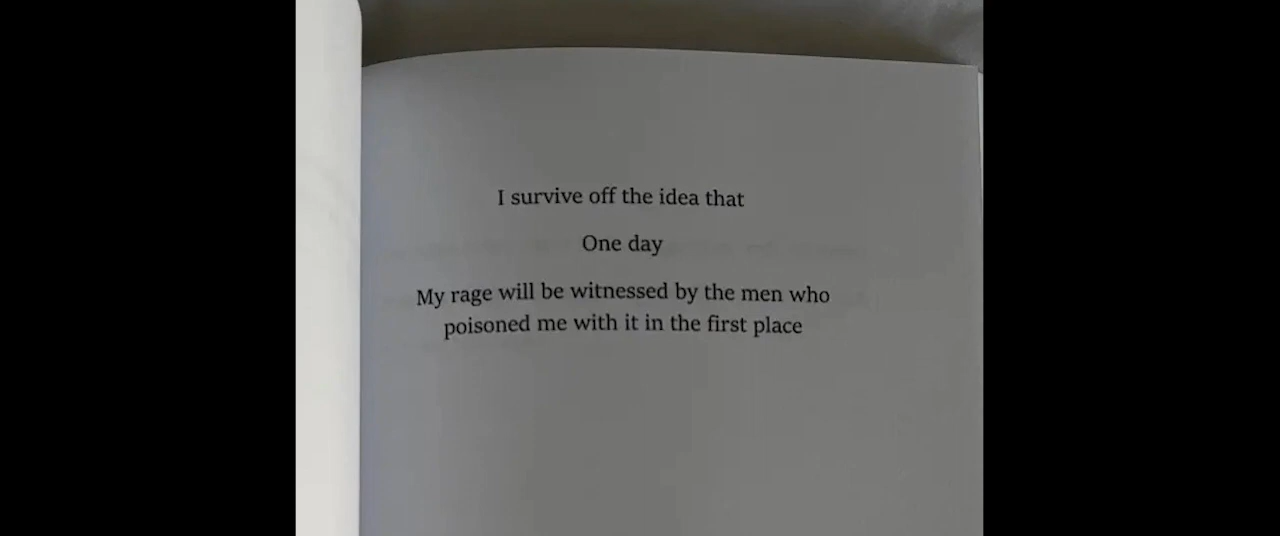 I survive off the idea that
One day
My rage will be witnessed by the men who
poisoned me with it in the first place